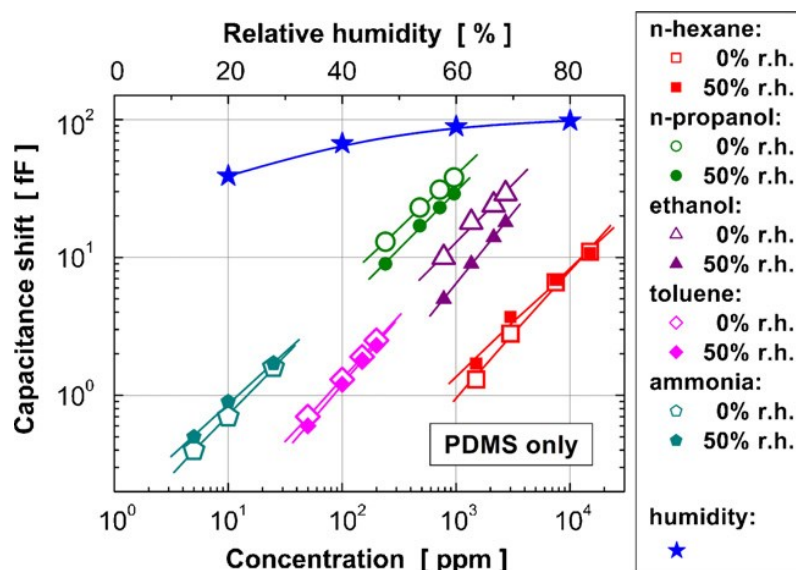 Relative humidity [ % ]
0 20 40 60 80
10² 10¹ 10⁰
Capacitance shift [ fF ]
PDMS only
10⁰ 10¹ 10² 10³ 10⁴
Concentration [ ppm ]
n-hexane:
0% r.h.
50% r.h.
n-propanol:
0% r.h.
50% r.h.
ethanol:
0% r.h.
50% r.h.
toluene:
0% r.h.
50% r.h.
ammonia:
0% r.h.
50% r.h.
humidity: